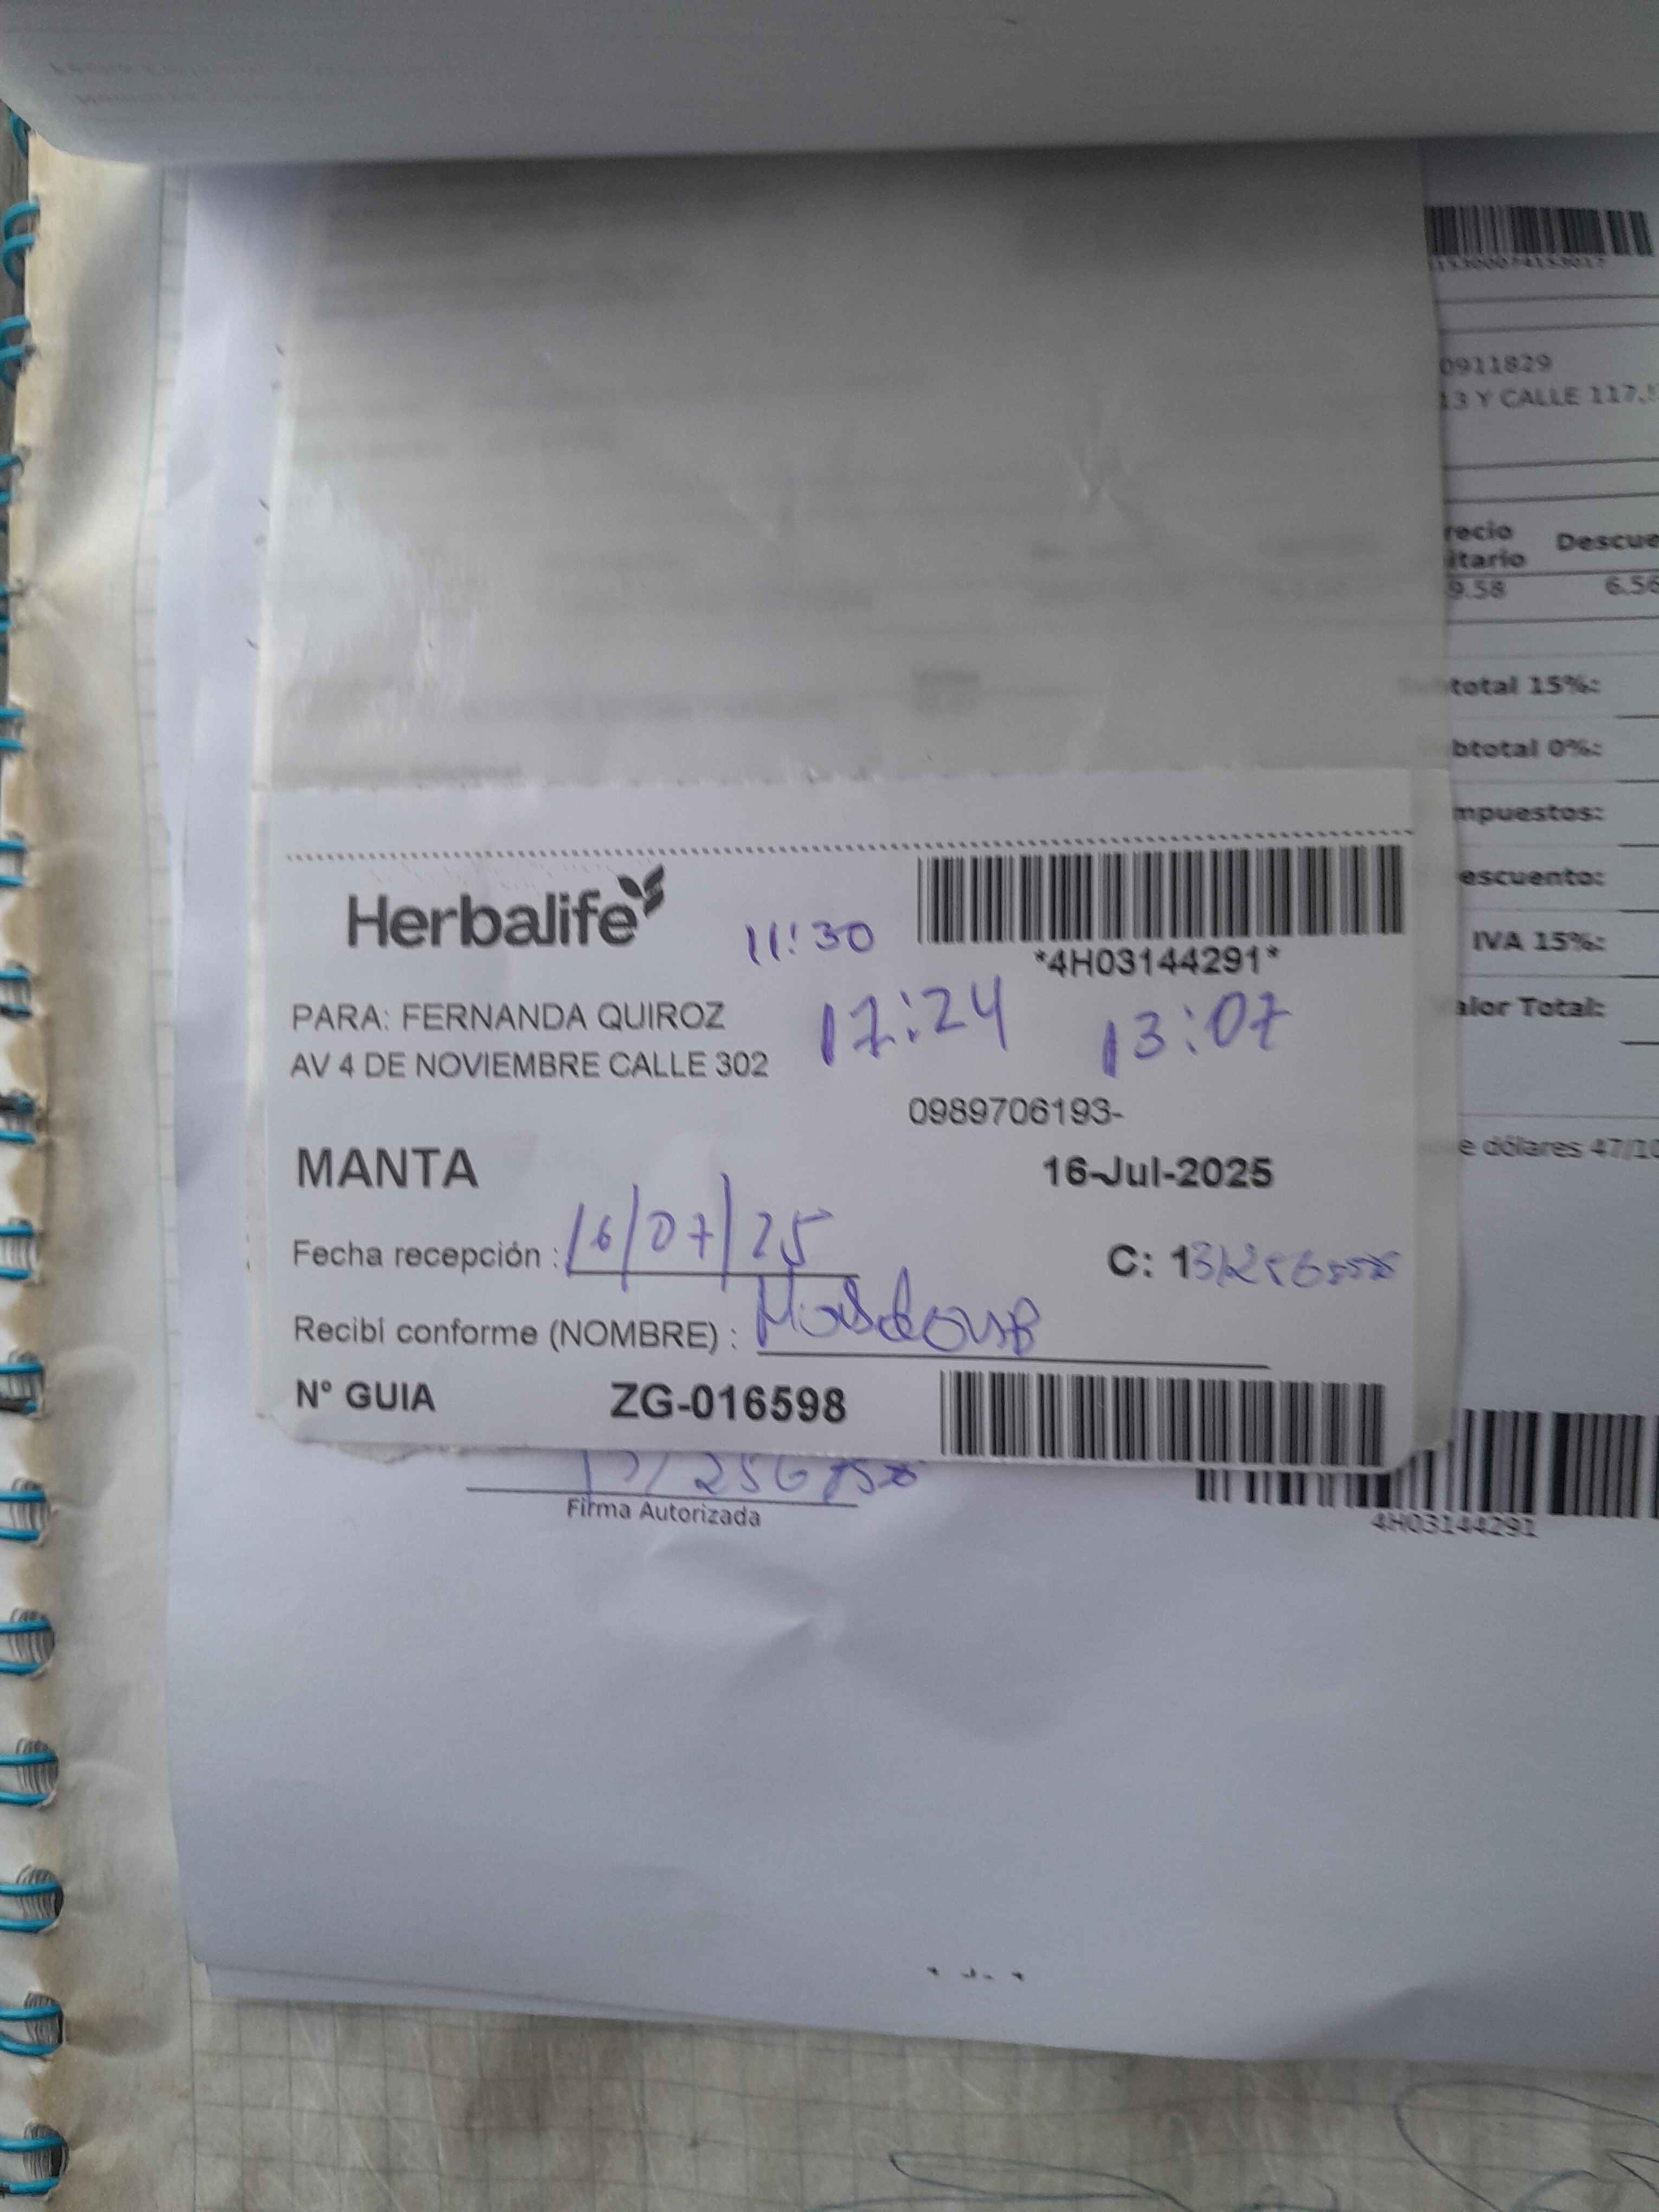 0911829
13 Y CALLE 117,
recio
itario
Descue
9.58
6.56
total 15%:
btotal 0%:
mpuestos:
escuento:
IVA 15%:
alor Total:
e dólares 47/10
Herbalife
11:30
*4H03144291*
PARA: FERNANDA QUIROZ
17:24
13:07
AV 4 DE NOVIEMBRE CALLE 302
0989706193-
MANTA
16-Jul-2025
Fecha recepción : 16/07/25
C: 1
Recibí conforme (NOMBRE) :
N° GUIA ZG-016598
Firma Autorizada
4H03144291